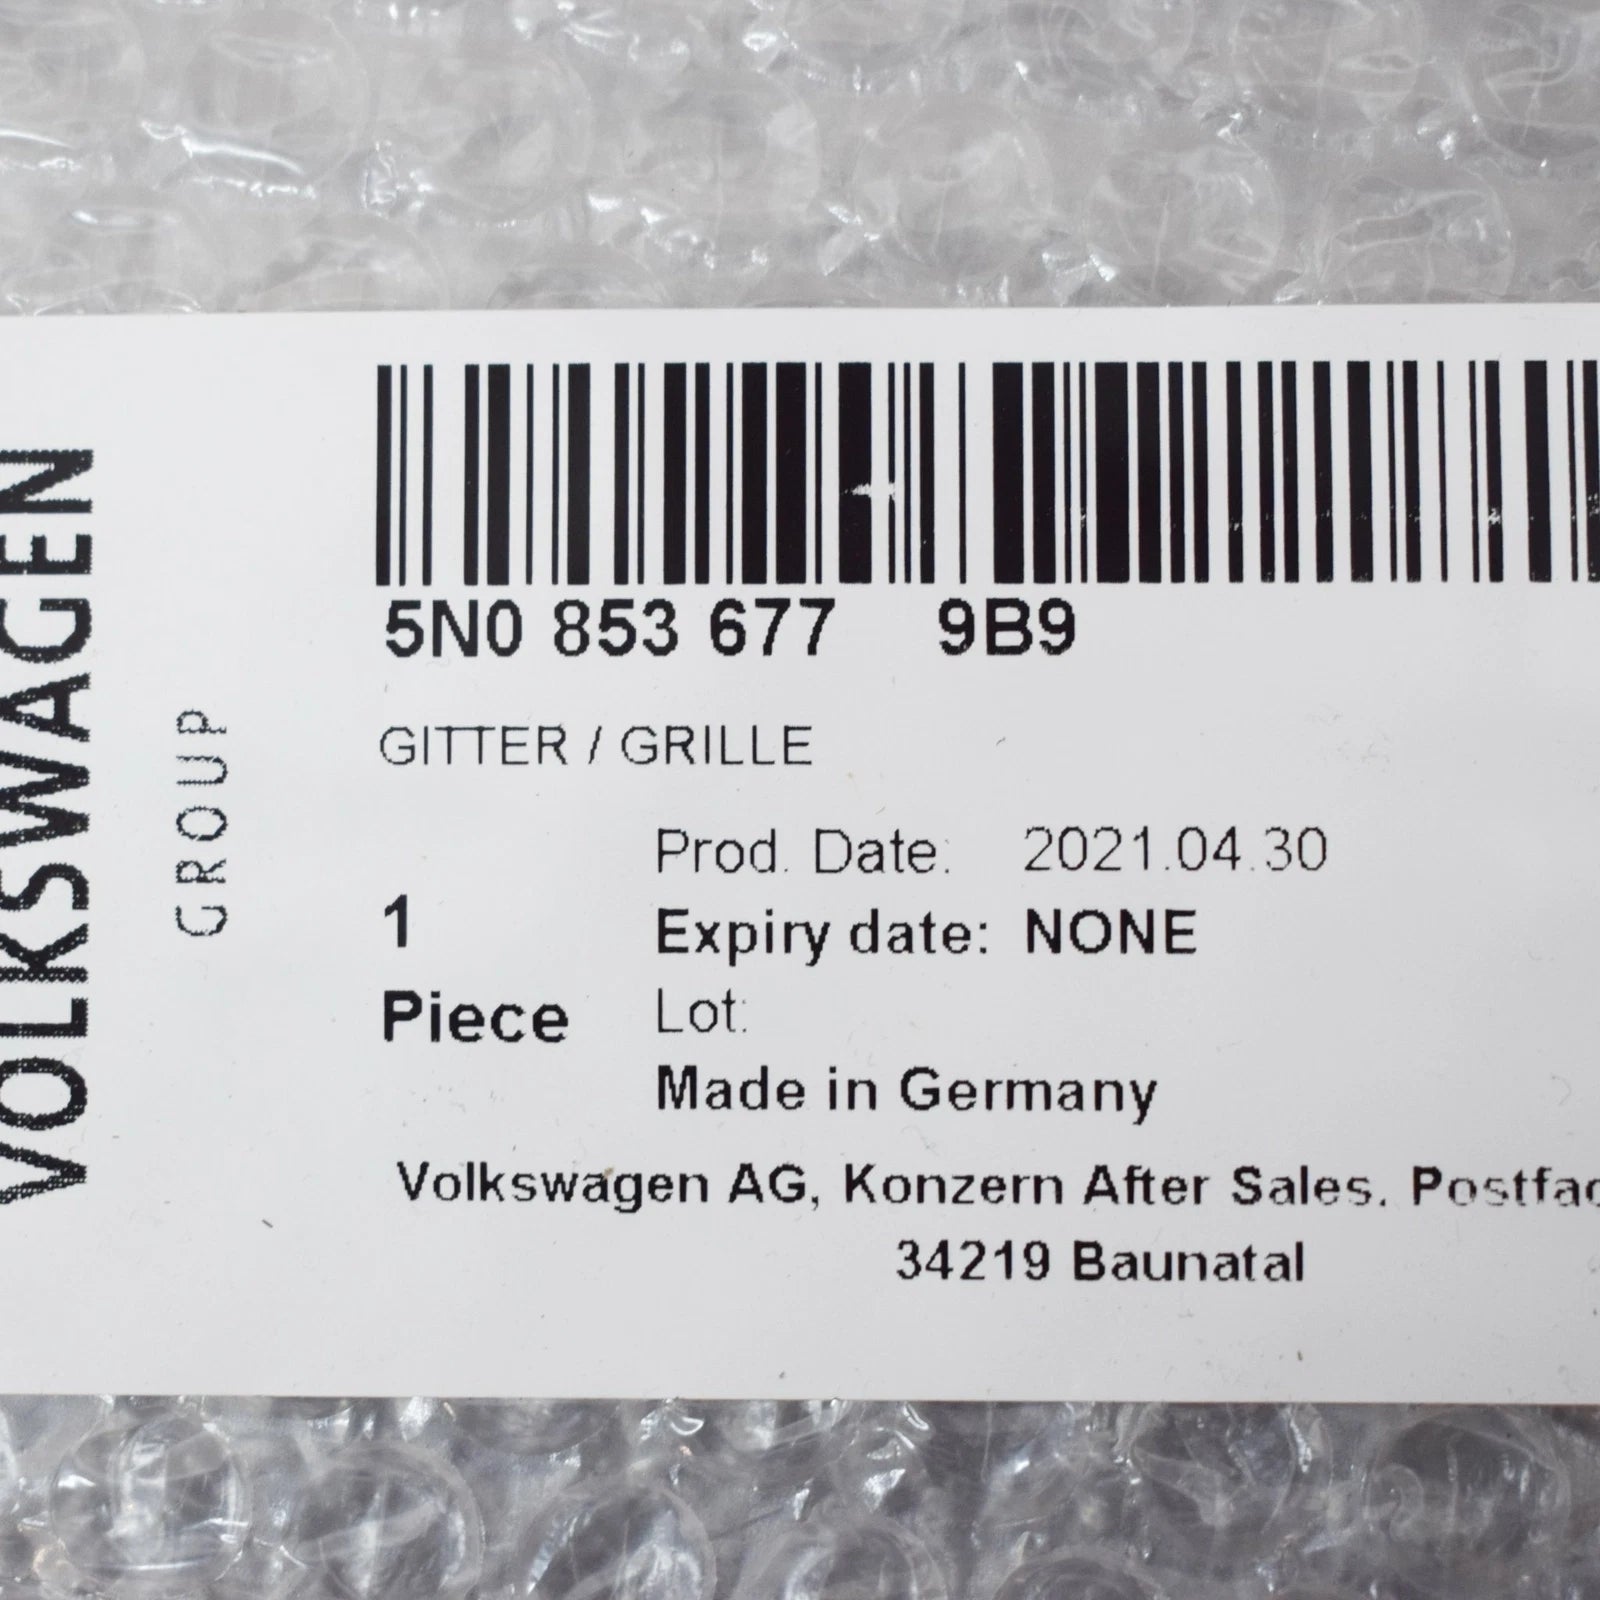 VOLKSWAGEN
GROUP
5N0 853 677 9B9
GITTER / GRILLE
Prod. Date: 2021.04.30
1
Expiry date: NONE
Piece
Lot:
Made in Germany
Volkswagen AG, Konzern After Sales. Postfac
34219 Baunatal